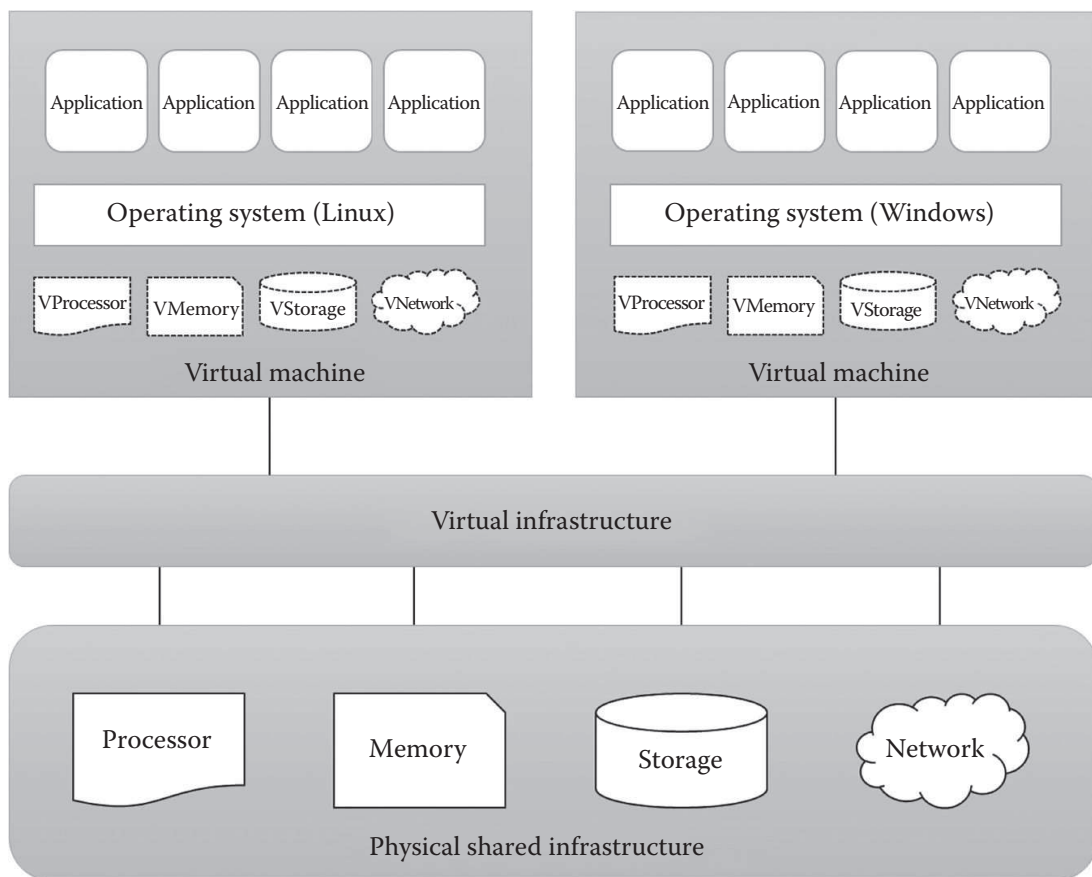 Application Application Application Application
Operating system (Linux)
VProcessor VMemory VStorage VNetwork
Virtual machine
Application Application Application Application
Operating system (Windows)
VProcessor VMemory VStorage VNetwork
Virtual machine
Virtual infrastructure
Processor Memory Storage Network
Physical shared infrastructure